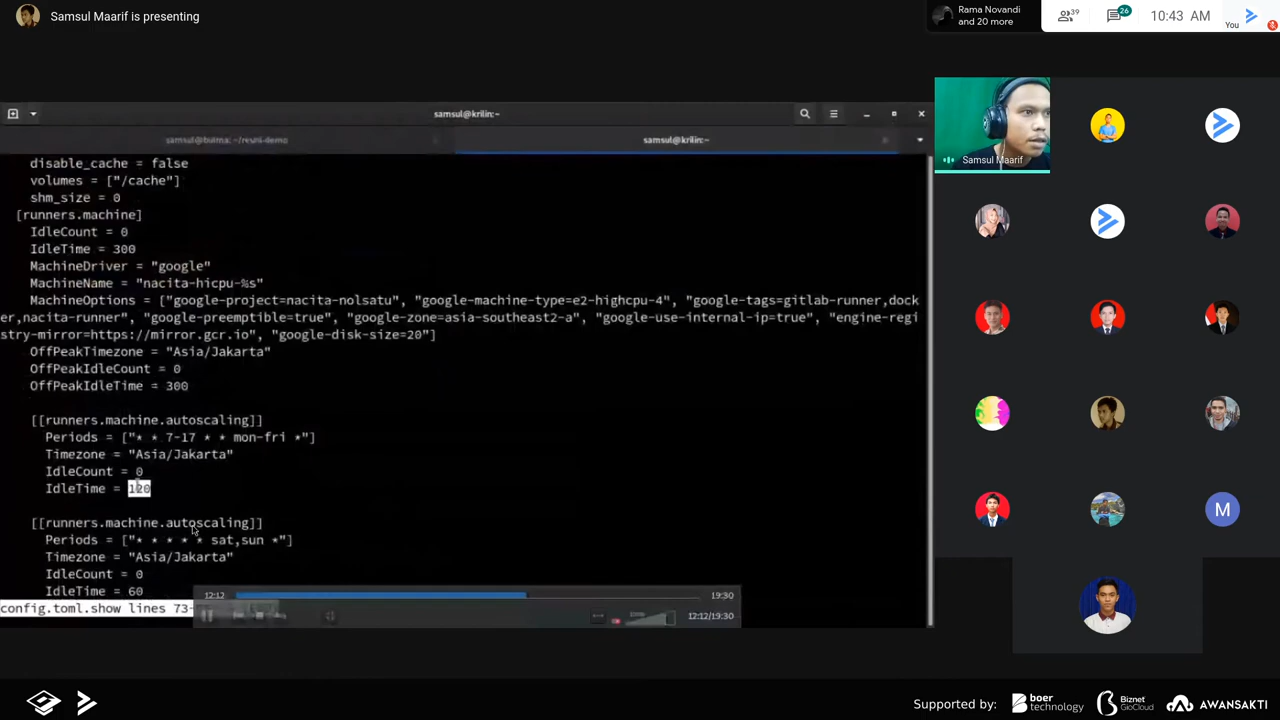 Samsul Maarif is presenting
Rama Novandi
and 20 more
39
26
10:43 AM
You
samsul@krilin:~
samsul@bulma: ~/resni-demo
samsul@krilin:~
disable_cache = false
volumes = ["/cache"]
shm_size = 0
[runners.machine]
IdleCount = 0
IdleTime = 300
MachineDriver = "google"
MachineName = "nacita-hicpu-%s"
MachineOptions = ["google-project=nacita-nolsatu", "google-machine-type=e2-highcpu-4", "google-tags=gitlab-runner,dock
er,nacita-runner", "google-preemptible=true", "google-zone=asia-southeast2-a", "google-use-internal-ip=true", "engine-regi
stry-mirror=https://mirror.gcr.io", "google-disk-size=20"]
OffPeakTimezone = "Asia/Jakarta"
OffPeakIdleCount = 0
OffPeakIdleTime = 300
[[runners.machine.autoscaling]]
Periods = ["* * 7-17 * * mon-fri *"]
Timezone = "Asia/Jakarta"
IdleCount = 0
IdleTime = 120
[[runners.machine.autoscaling]]
Periods = ["* * * * * sat,sun *"]
Timezone = "Asia/Jakarta"
IdleCount = 0
IdleTime = 60
config.toml.show lines 73-
12:12
19:30
12:12/19:30
Samsul Maarif
M
Supported by:
boer
technology
Biznet
GioCloud
AWANSAKTI